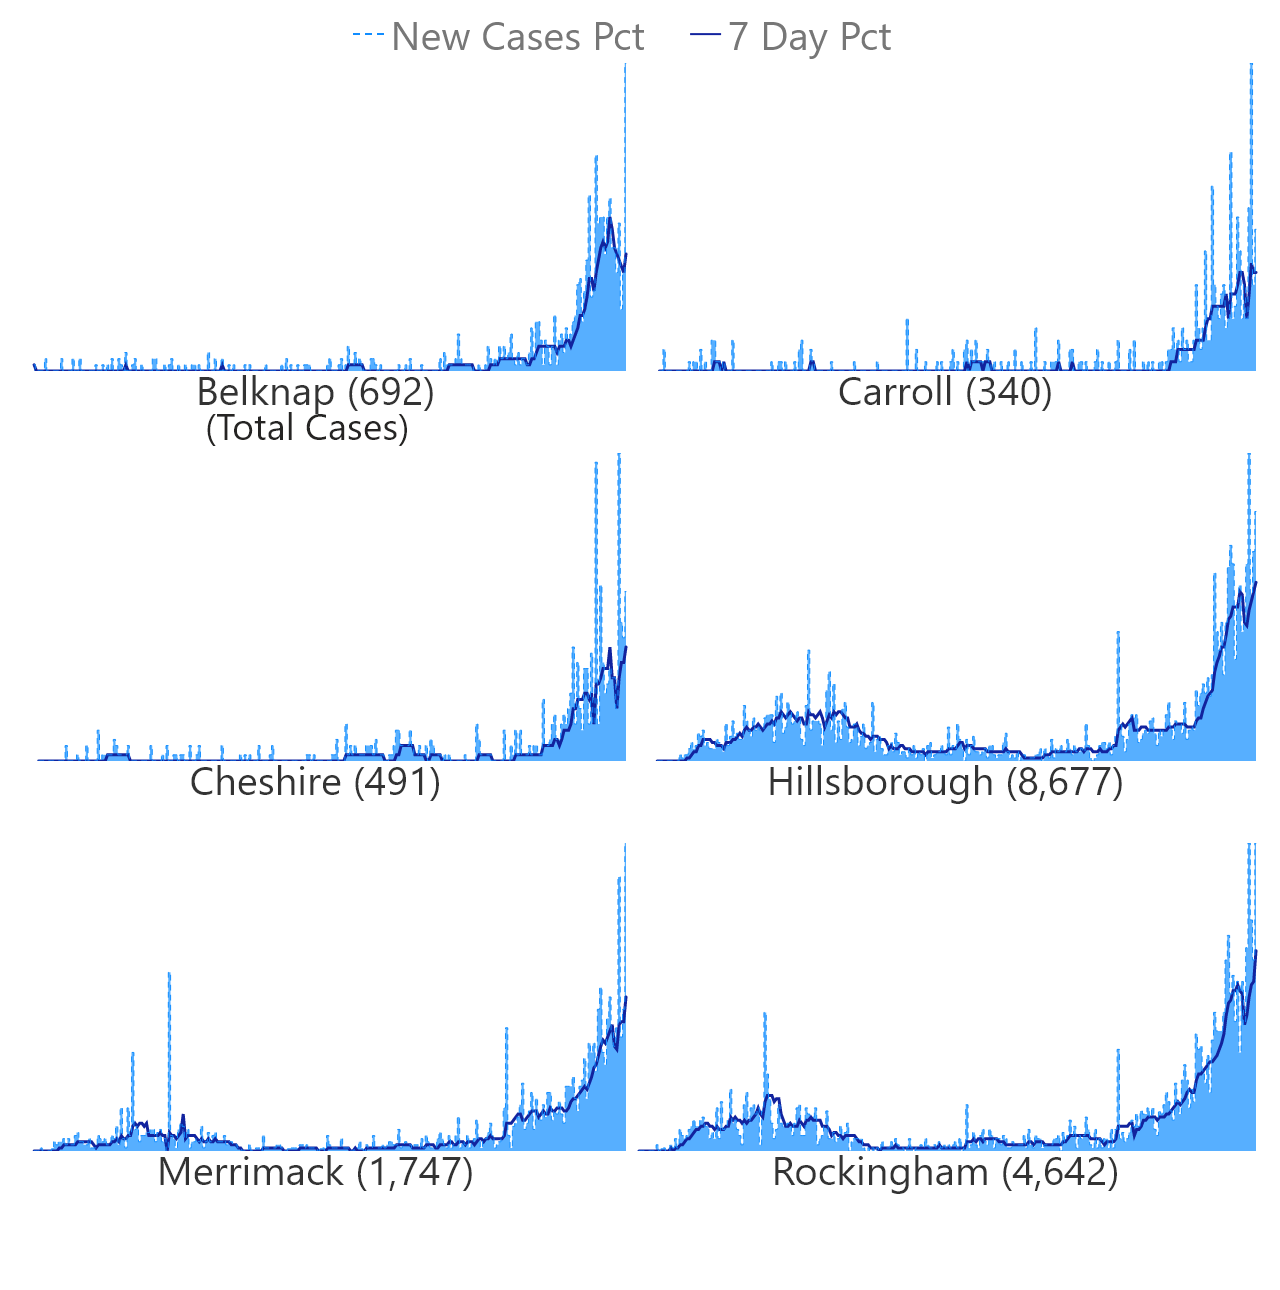 New Cases Pct 7 Day Pct
Belknap (692) Carroll (340)
(Total Cases)
Cheshire (491) Hillsborough (8,677)
Merrimack (1,747) Rockingham (4,642)